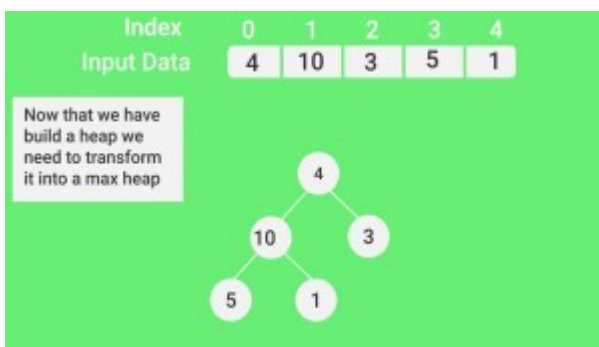 Index 0 1 2 3 4
Input Data 4 10 3 5 1
Now that we have
build a heap we
need to transform
it into a max heap
4
10 3
5 1